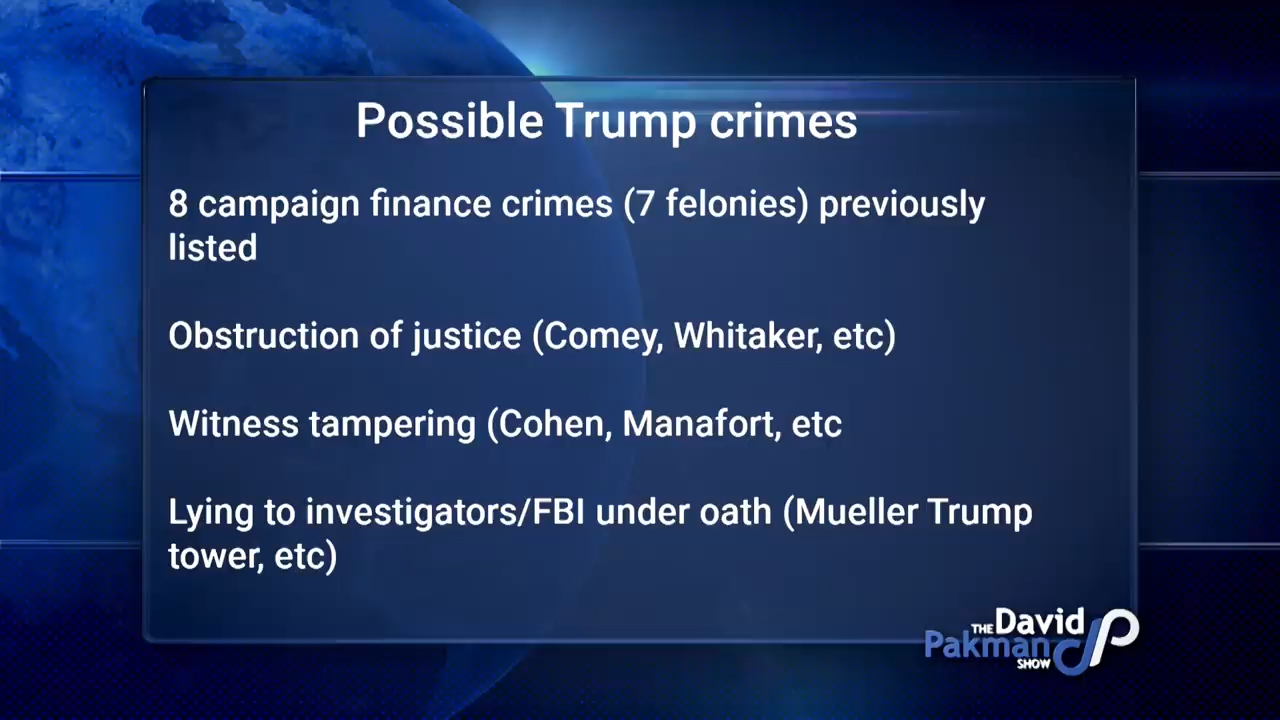 Possible Trump crimes
8 campaign finance crimes (7 felonies) previously
listed
Obstruction of justice (Comey, Whitaker, etc)
Witness tampering (Cohen, Manafort, etc
Lying to investigators/FBI under oath (Mueller Trump
tower, etc)
THE David
Pakman
SHOW